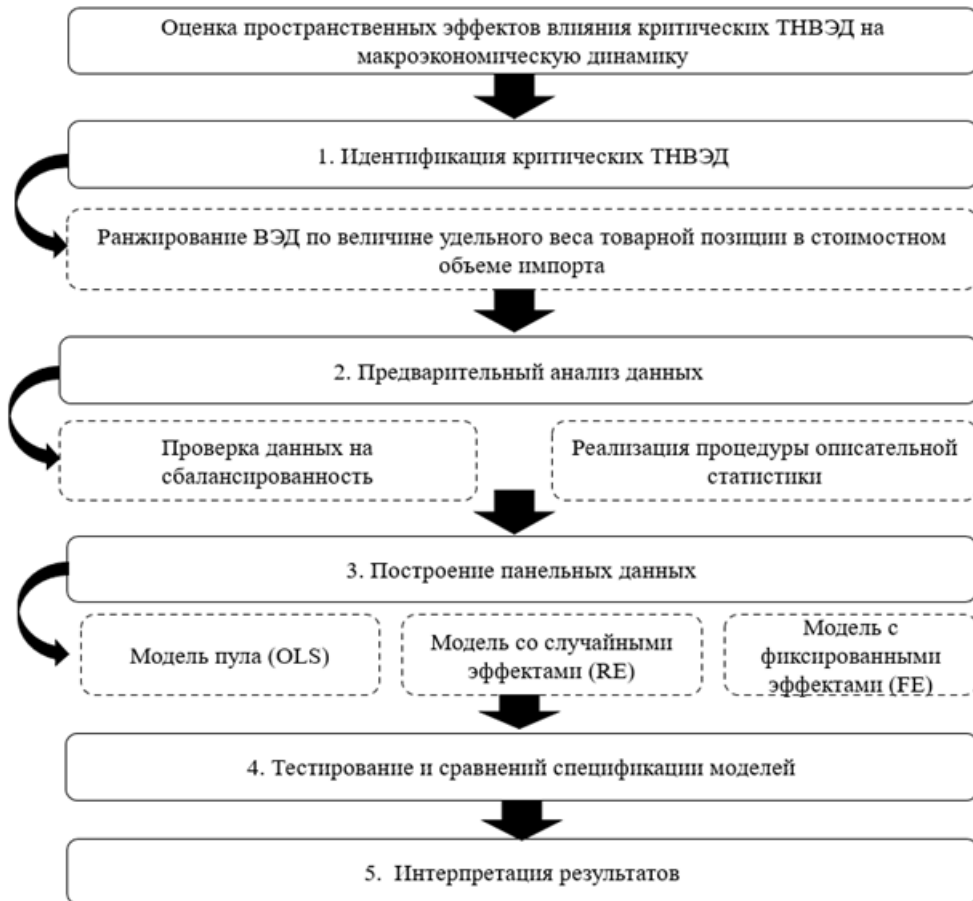 Оценка пространственных эффектов влияния критических ТНВЭД на
макроэкономическую динамику
1. Идентификация критических ТНВЭД
Ранжирование ВЭД по величине удельного веса товарной позиции в стоимостном
объеме импорта
2. Предварительный анализ данных
Проверка данных на
сбалансированность
Реализация процедуры описательной
статистики
3. Построение панельных данных
Модель пула (OLS)
Модель со случайными
эффектами (RE)
Модель с
фиксированными
эффектами (FE)
4. Тестирование и сравнений спецификации моделей
5. Интерпретация результатов